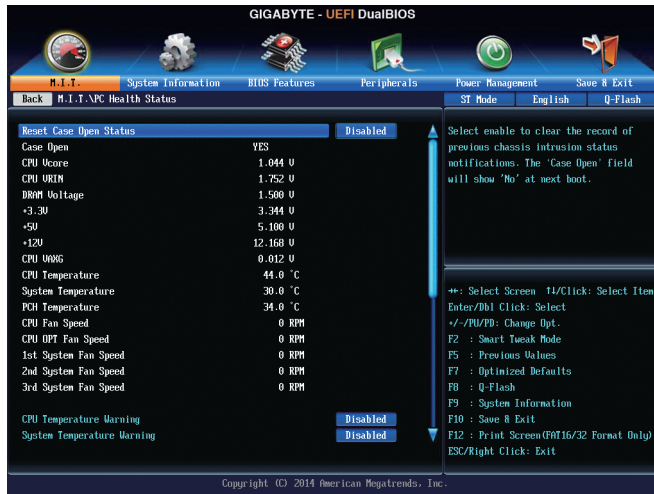 GIGABYTE - UEFI DualBIOS
M.I.T. System Information BIOS Features Peripherals Power Management Save & Exit
Back M.I.T.\PC Health Status ST Mode English Q-Flash
Reset Case Open Status Disabled
Case Open YES
CPU Vcore 1.044 V
CPU VRIN 1.752 V
DRAM Voltage 1.500 V
+3.3V 3.344 V
+5V 5.100 V
+12V 12.168 V
CPU VAXG 0.012 V
CPU Temperature 44.0 °C
System Temperature 30.0 °C
PCH Temperature 34.0 °C
CPU Fan Speed 0 RPM
CPU OPT Fan Speed 0 RPM
1st System Fan Speed 0 RPM
2nd System Fan Speed 0 RPM
3rd System Fan Speed 0 RPM
CPU Temperature Warning Disabled
System Temperature Warning Disabled
Select enable to clear the record of
previous chassis intrusion status
notifications. The 'Case Open' field
will show 'No' at next boot.
↔: Select Screen ↑↓/Click: Select Item
Enter/Dbl Click: Select
+/-/PU/PD: Change Opt.
F2 : Smart Tweak Mode
F5 : Previous Values
F7 : Optimized Defaults
F8 : Q-Flash
F9 : System Information
F10 : Save & Exit
F12 : Print Screen(FAT16/32 Format Only)
ESC/Right Click: Exit
Copyright (C) 2014 American Megatrends, Inc.